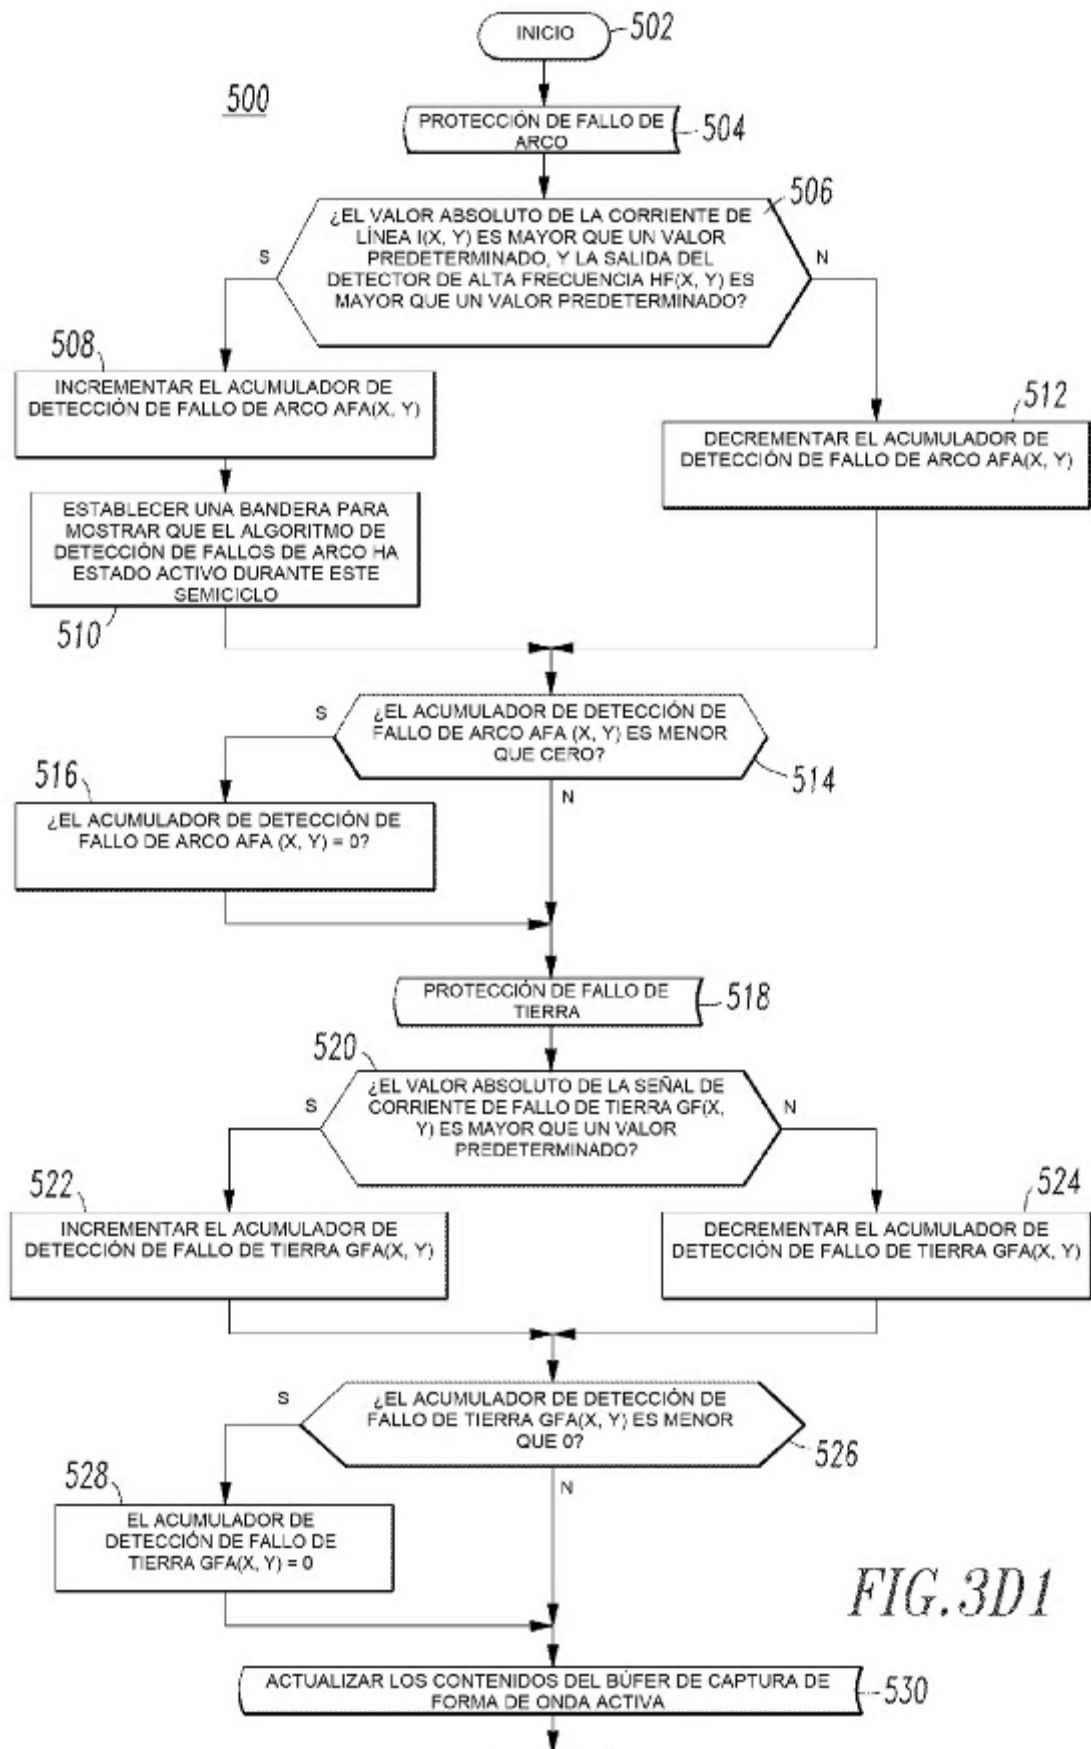 INICIO
502
500
PROTECCIÓN DE FALLO DE
ARCO
504
506
¿EL VALOR ABSOLUTO DE LA CORRIENTE DE
LÍNEA I(X, Y) ES MAYOR QUE UN VALOR
PREDETERMINADO, Y LA SALIDA DEL
DETECTOR DE ALTA FRECUENCIA HF(X, Y) ES
MAYOR QUE UN VALOR PREDETERMINADO?
S
N
508
INCREMENTAR EL ACUMULADOR DE
DETECCIÓN DE FALLO DE ARCO AFA(X, Y)
512
DECREMENTAR EL ACUMULADOR DE
DETECCIÓN DE FALLO DE ARCO AFA(X, Y)
ESTABLECER UNA BANDERA PARA
MOSTRAR QUE EL ALGORITMO DE
DETECCIÓN DE FALLOS DE ARCO HA
ESTADO ACTIVO DURANTE ESTE
SEMICICLO
510
S
¿EL ACUMULADOR DE DETECCIÓN DE
FALLO DE ARCO AFA (X, Y) ES MENOR
QUE CERO?
514
N
516
¿EL ACUMULADOR DE DETECCIÓN DE
FALLO DE ARCO AFA (X, Y) = 0?
PROTECCIÓN DE FALLO DE
TIERRA
518
520
¿EL VALOR ABSOLUTO DE LA SEÑAL DE
CORRIENTE DE FALLO DE TIERRA GF(X,
Y) ES MAYOR QUE UN VALOR
PREDETERMINADO?
S
N
522
INCREMENTAR EL ACUMULADOR DE
DETECCIÓN DE FALLO DE TIERRA GFA(X, Y)
524
DECREMENTAR EL ACUMULADOR DE
DETECCIÓN DE FALLO DE TIERRA GFA(X, Y)
S
¿EL ACUMULADOR DE DETECCIÓN DE
FALLO DE TIERRA GFA(X, Y) ES MENOR
QUE 0?
526
N
528
EL ACUMULADOR DE
DETECCIÓN DE FALLO DE
TIERRA GFA(X, Y) = 0
FIG.3D1
ACTUALIZAR LOS CONTENIDOS DEL BÚFER DE CAPTURA DE
FORMA DE ONDA ACTIVA
530